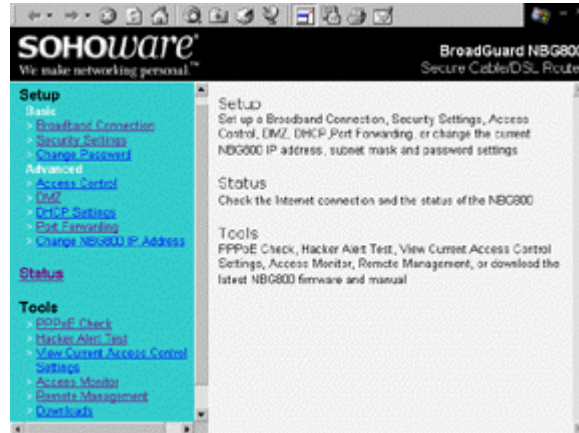 SOHOware
We make networking personal.™
BroadGuard NBG800
Secure Cable/DSL Route
Setup
Basic
> Broadband Connection
> Security Settings
> Change Password
Advanced
> Access Control
> DMZ
> DHCP Settings
> Port Forwarding
> Change NBG800 IP Address
Status
Tools
> PPPoE Check
> Hacker Alert Test
> View Current Access Control
Settings
> Access Monitor
> Remote Management
> Downloads
Setup
Set up a Broadband Connection, Security Settings, Access
Control, DMZ, DHCP,Port Forwarding, or change the current
NBG800 IP address, subnet mask and password settings
Status
Check the Internet connection and the status of the NBG800
Tools
PPPoE Check, Hacker Alert Test, View Current Access Control
Settings, Access Monitor, Remote Management, or download the
latest NBG800 firmware and manual